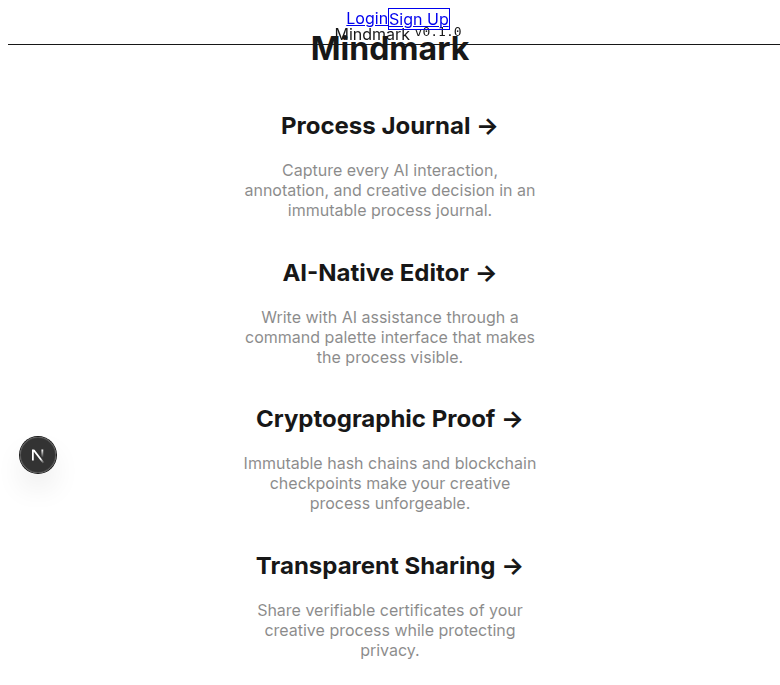 Login Sign Up
Mindmark v0.1.0
Mindmark
Process Journal →
Capture every AI interaction,
annotation, and creative decision in an
immutable process journal.
AI-Native Editor →
Write with AI assistance through a
command palette interface that makes
the process visible.
Cryptographic Proof →
Immutable hash chains and blockchain
checkpoints make your creative
process unforgeable.
N
Transparent Sharing →
Share verifiable certificates of your
creative process while protecting
privacy.